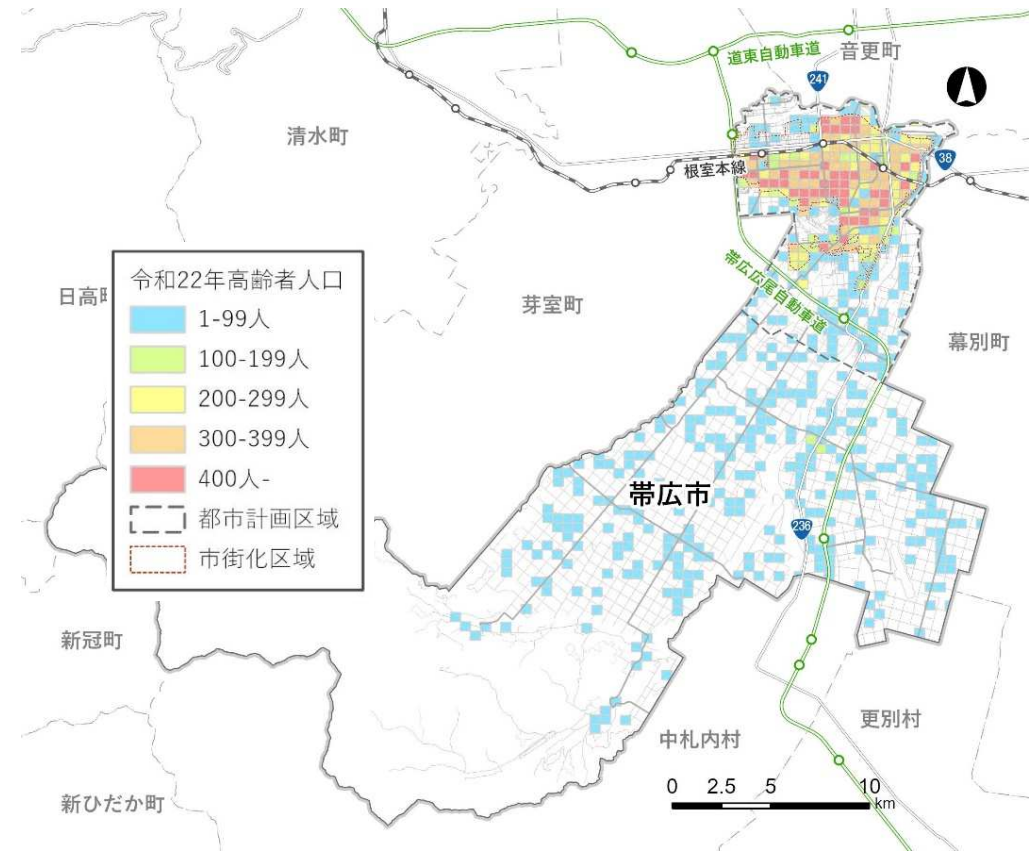 道東自動車道
音更町
241
清水町
38
根室本線
令和22年高齢者人口
日高町
1-99人
100-199人
200-299人
300-399人
400人-
都市計画区域
市街化区域
芽室町
帯広広尾自動車道
幕別町
帯広市
236
新冠町
更別村
中札内村
新ひだか町
0 2.5 5 10
km